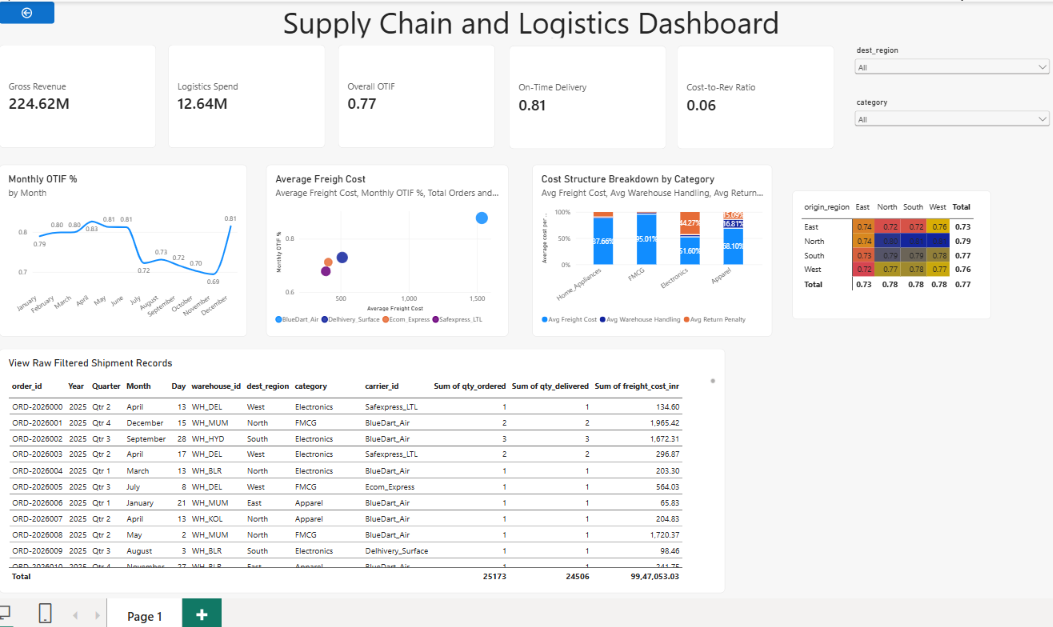 Supply Chain and Logistics Dashboard
Gross Revenue
224.62M
Logistics Spend
12.64M
Overall OTIF
0.77
On-Time Delivery
0.81
Cost-to-Rev Ratio
0.06
dest_region
All
category
All
Monthly OTIF %
by Month
0.8
0.7
0.79
0.80
0.80
0.83
0.81
0.81
0.72
0.73
0.72
0.70
0.69
0.81
January
February
March
April
May
June
July
August
September
October
November
December
Average Freigh Cost
Average Freight Cost, Monthly OTIF %, Total Orders and...
Monthly OTIF %
0.8
0.6
500
1,000
1,500
Average Freight Cost
BlueDart_Air Delhivery_Surface Ecom_Express Safexpress_LTL
Cost Structure Breakdown by Category
Avg Freight Cost, Avg Warehouse Handling, Avg Return...
100%
50%
0%
Home_Appliances
FMCG
Electronics
Apparel
Avg Freight Cost Avg Warehouse Handling Avg Return Penalty
origin_region East North South West Total
East 0.74 0.72 0.72 0.76 0.73
North 0.74 0.79
South 0.73 0.79 0.79 0.78 0.77
West 0.72 0.77 0.78 0.77 0.76
Total 0.73 0.78 0.78 0.78 0.77
View Raw Filtered Shipment Records
order_id Year Quarter Month Day warehouse_id dest_region category carrier_id Sum of qty_ordered Sum of qty_delivered Sum of freight_cost_inr
ORD-2026000 2025 Qtr 2 April 13 WH_DEL West Electronics Safexpress_LTL 1 1 134.60
ORD-2026001 2025 Qtr 4 December 15 WH_MUM North FMCG BlueDart_Air 2 2 1,965.42
ORD-2026002 2025 Qtr 3 September 28 WH_HYD South Electronics BlueDart_Air 3 3 1,672.31
ORD-2026003 2025 Qtr 2 April 17 WH_DEL West Electronics Safexpress_LTL 2 2 296.87
ORD-2026004 2025 Qtr 1 March 13 WH_BLR North Electronics BlueDart_Air 1 1 203.30
ORD-2026005 2025 Qtr 3 July 8 WH_DEL West FMCG Ecom_Express 1 1 564.03
ORD-2026006 2025 Qtr 1 January 21 WH_MUM East Apparel BlueDart_Air 1 1 65.83
ORD-2026007 2025 Qtr 2 April 13 WH_KOL North Apparel BlueDart_Air 1 1 204.83
ORD-2026008 2025 Qtr 2 May 2 WH_MUM North FMCG BlueDart_Air 1 1 1,720.37
ORD-2026009 2025 Qtr 3 August 3 WH_BLR South Electronics Delhivery_Surface 1 1 98.46
ORD-2026010 2025 Qtr 4 November 27 WH_BLR East Apparel BlueDart_Air 1 1 241.75
Total 25173 24506 99,47,053.03
Page 1
+